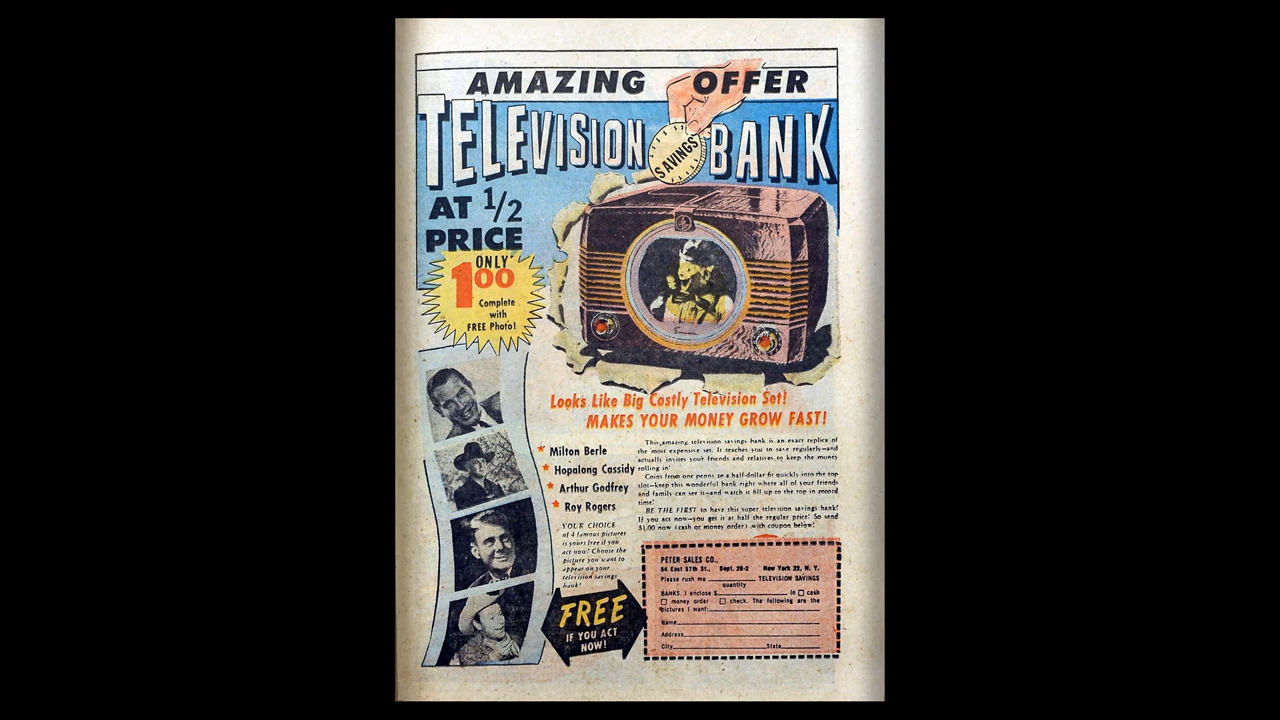 AMAZING OFFER
TELEVISION BANK
SAVINGS
AT 1/2
PRICE
ONLY
1.00
Complete
with
FREE Photo!
Looks Like Big Costly Television Set!
MAKES YOUR MONEY GROW FAST!
Milton Berle
Hopalong Cassidy
Arthur Godfrey
Roy Rogers
YOUR CHOICE
of 4 famous pictures
is yours free if you
act now! Choose the
picture you want to
appear on your
television savings
bank!
This amazing television savings bank is an exact replica of
the most expensive set. It teaches you to save regularly—and
actually invites your friends and relatives to keep the money
rolling in!
Coins from one penny to a half-dollar fit quickly into the top
slot—keep this wonderful bank right where all of your friends
and family can see it—and watch it fill up to the top in record
time!
BE THE FIRST to have this super television savings bank!
If you act now—you get it at half the regular price! So send
$1.00 now (cash or money order) with coupon below!
FREE
IF YOU ACT
NOW!
PETER SALES CO.,
54 East 57th St., Dept. 26-2 New York 22, N. Y.
Please rush me TELEVISION SAVINGS
quantity
BANKS. I enclose $ in cash
money order check. The following are the
pictures I want:
Name
Address
City State